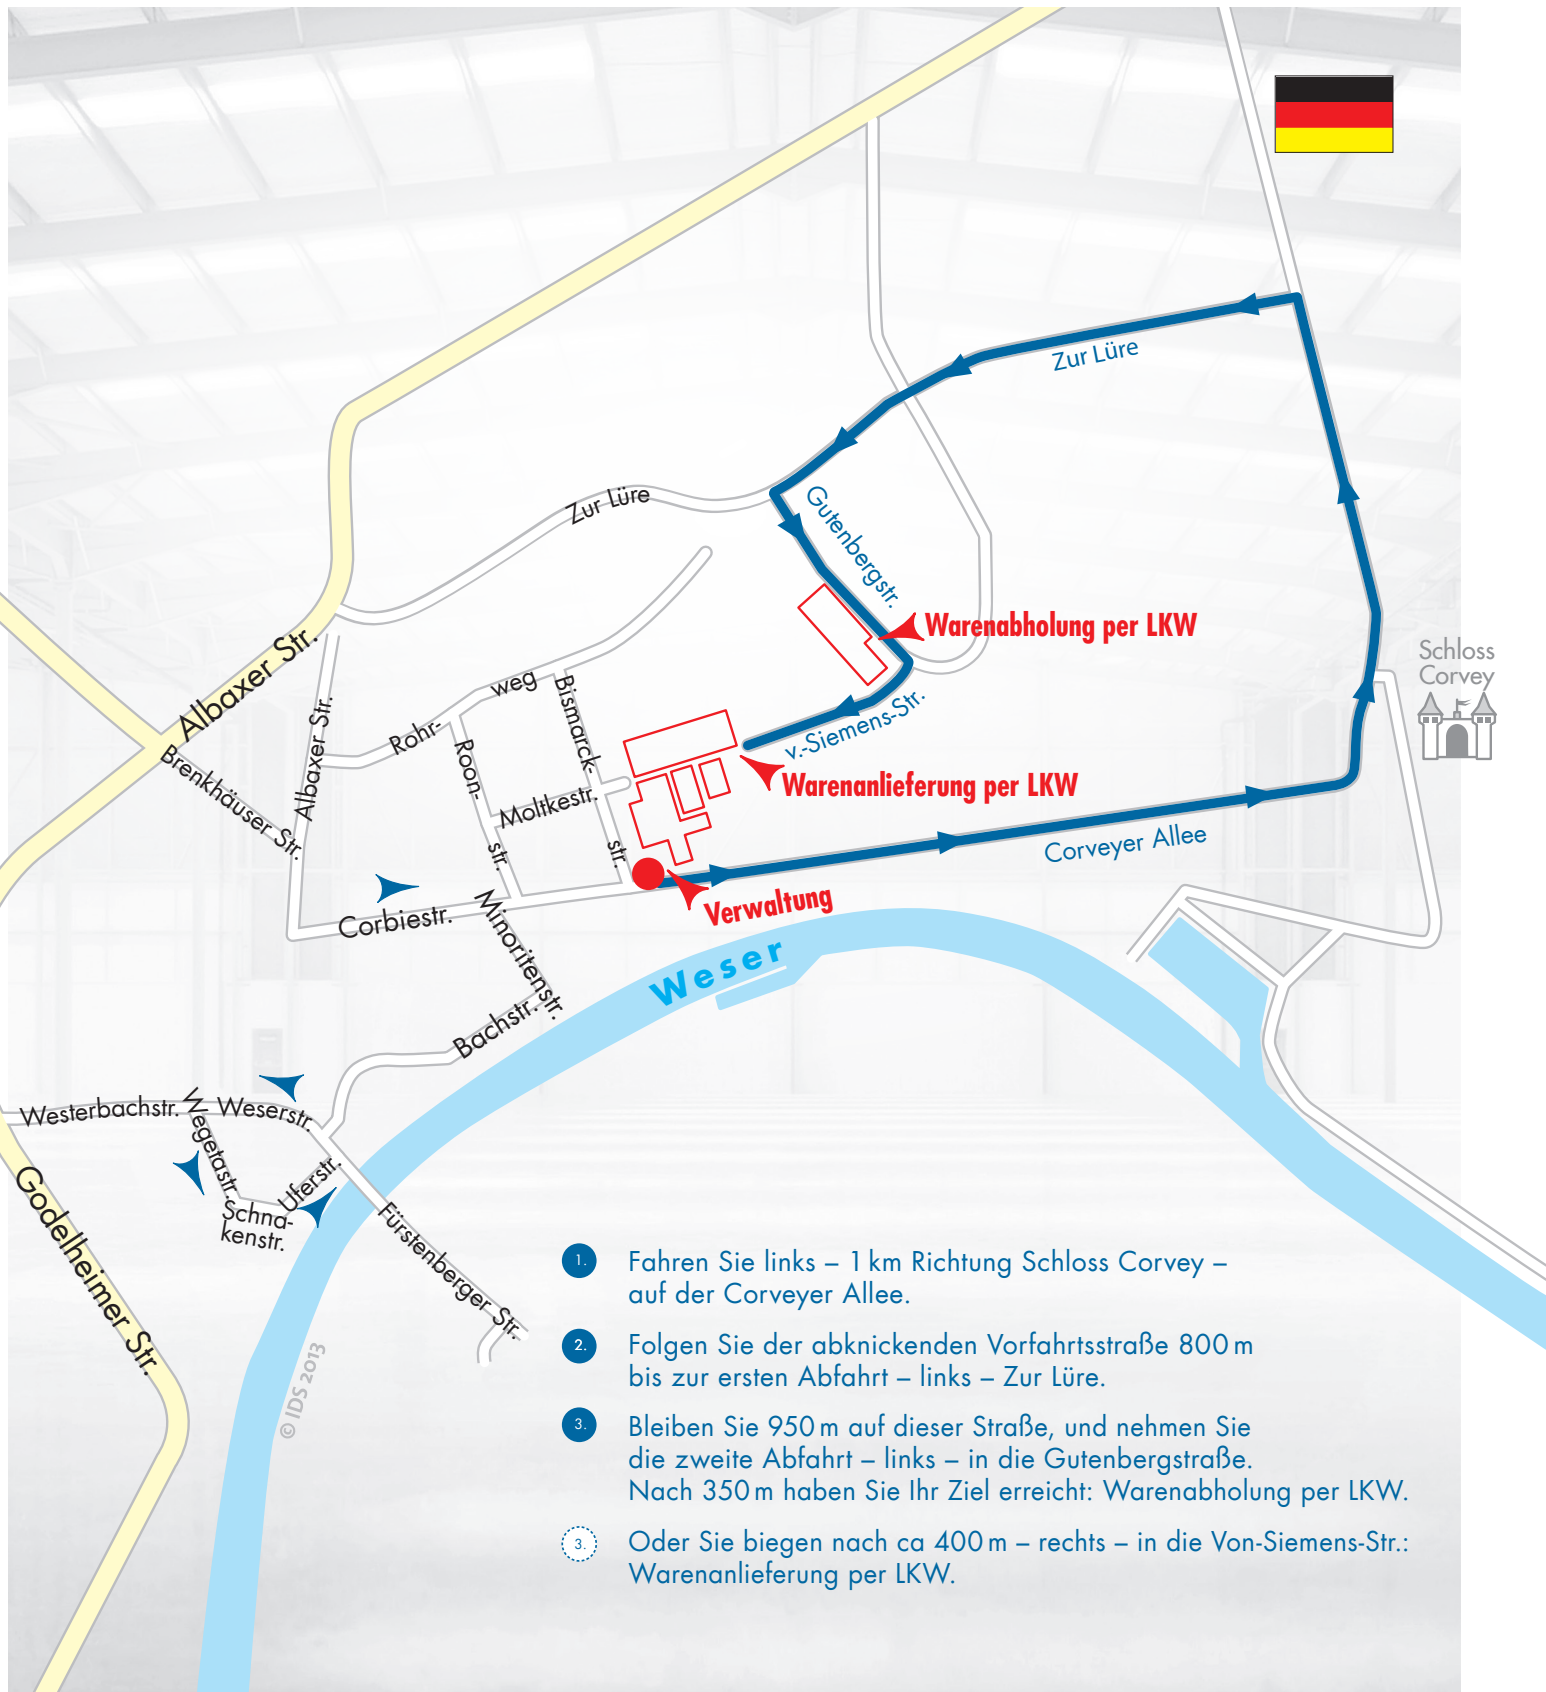 Zur Lüre
Zur Lüre
Gutenbergstr.
Warenabholung per LKW
Schloss
Corvey
Albaxer Str.
weg
Bismarck-
v.-Siemens-Str.
Rohr-
Albaxer Str.
Roon-
Brenkhäuser Str.
Moltkestr.
Warenanlieferung per LKW
str.
str.
Corveyer Allee
Verwaltung
Corbiestr.
Minoritenstr.
Weser
Bachstr.
Westerbachstr.
Wegetastr.
Weserstr.
Uferstr.
Schna-
kenstr.
Godelheimer Str.
Fürstenberger Str.
© IDS 2013
1. Fahren Sie links – 1 km Richtung Schloss Corvey –
auf der Corveyer Allee.
2. Folgen Sie der abknickenden Vorfahrtsstraße 800 m
bis zur ersten Abfahrt – links – Zur Lüre.
3. Bleiben Sie 950 m auf dieser Straße, und nehmen Sie
die zweite Abfahrt – links – in die Gutenbergstraße.
Nach 350 m haben Sie Ihr Ziel erreicht: Warenabholung per LKW.
3. Oder Sie biegen nach ca 400 m – rechts – in die Von-Siemens-Str.:
Warenanlieferung per LKW.